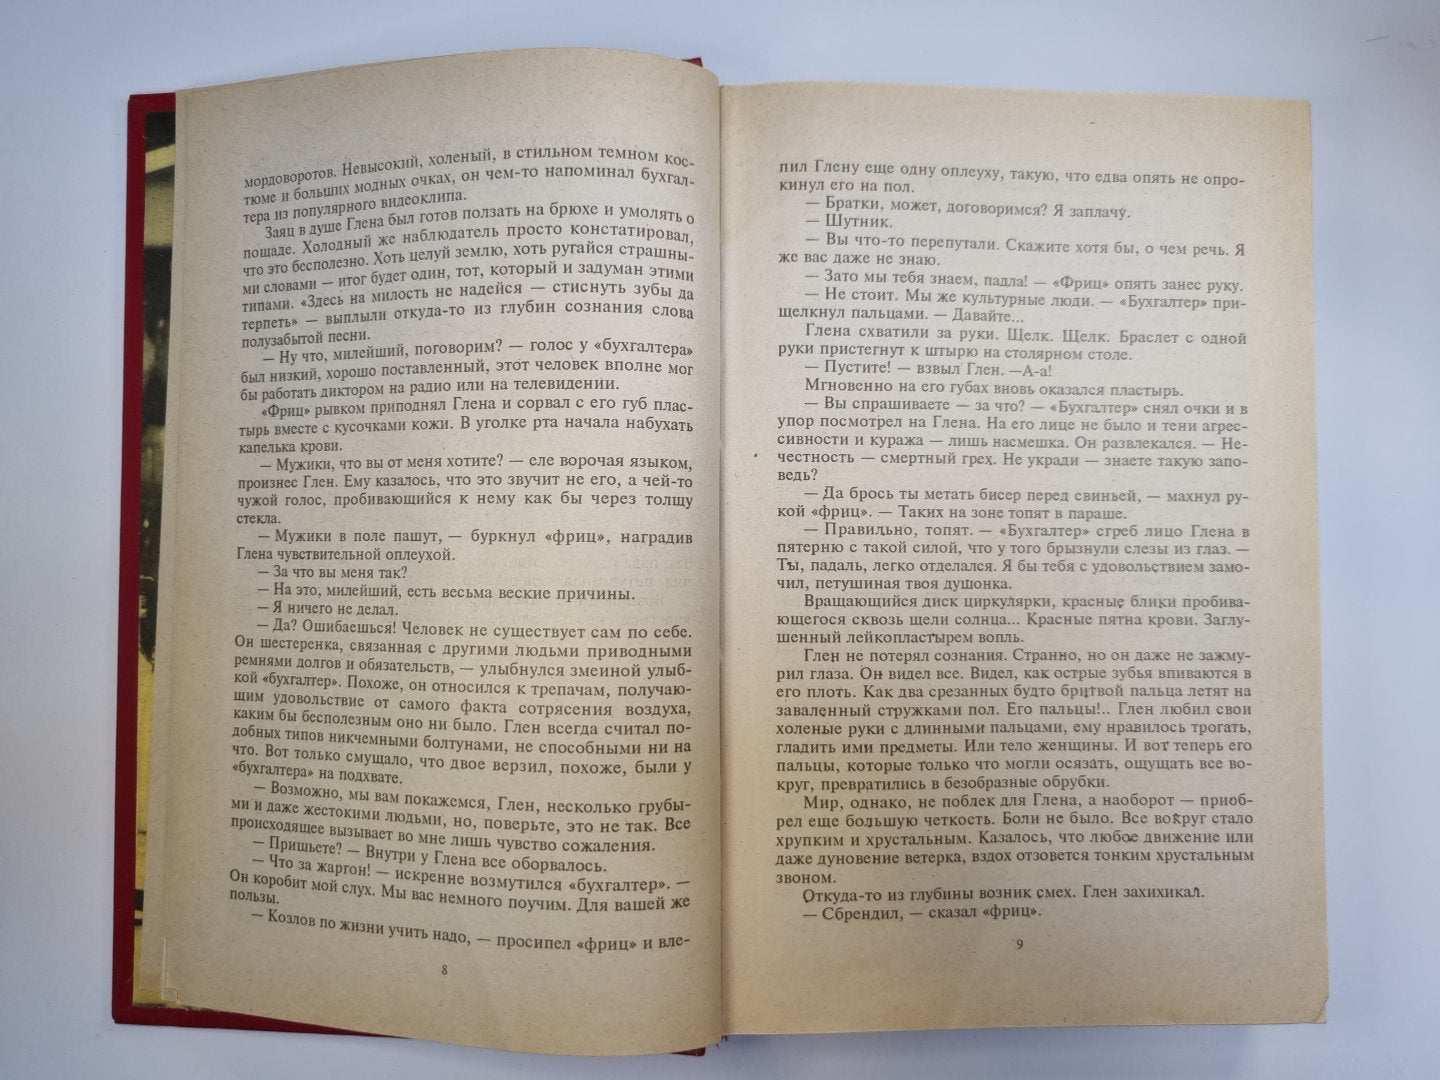 мордоворотов. Невысокий, холеный, в стильном темном кос-
тюме и больших модных очках, он чем-то напоминал бухгал-
тера из популярного видеоклипа.
Заяц в душе Глена был готов ползать на брюхе и умолять о
пощаде. Холодный же наблюдатель просто констатировал,
что это бесполезно. Хоть целуй землю, хоть ругайся страшны-
ми словами — итог будет один, тот, который и задуман этими
типами. «Здесь на милость не надейся — стиснуть зубы да
терпеть» — выплыли откуда-то из глубин сознания слова
полузабытой песни.
— Ну что, милейший, поговорим? — голос у «бухгалтера»
был низкий, хорошо поставленный, этот человек вполне мог
бы работать диктором на радио или на телевидении.
«Фриц» рывком приподнял Глена и сорвал с его губ плас-
тырь вместе с кусочками кожи. В уголке рта начала набухать
капелька крови.
— Мужики, что вы от меня хотите? — еле ворочая языком,
произнес Глен. Ему казалось, что это звучит не его, а чей-то
чужой голос, пробивающийся к нему как бы через толщу
стекла.
— Мужики в поле пашут, — буркнул «фриц», наградив
Глена чувствительной оплеухой.
— За что вы меня так?
— На это, милейший, есть весьма веские причины.
— Я ничего не делал.
— Да? Ошибаешься! Человек не существует сам по себе.
Он шестеренка, связанная с другими людьми приводными
ремнями долгов и обязательств, — улыбнулся змеиной улыб-
кой «бухгалтер». Похоже, он относился к трепачам, получаю-
щим удовольствие от самого факта сотрясения воздуха,
каким бы бесполезным оно ни было. Глен всегда считал по-
добных типов никчемными болтунами, не способными ни на
что. Вот только смущало, что двое верзил, похоже, были у
«бухгалтера» на подхвате.
— Возможно, мы вам покажемся, Глен, несколько грубы-
ми и даже жестокими людьми, но, поверьте, это не так. Все
происходящее вызывает во мне лишь чувство сожаления.
— Пришьете? — Внутри у Глена все оборвалось.
— Что за жаргон! — искренне возмутился «бухгалтер». —
Он коробит мой слух. Мы вас немного поучим. Для вашей же
пользы.
— Козлов по жизни учить надо, — просипел «фриц» и вле-
8
пил Глену еще одну оплеуху, такую, что едва опять не опро-
кинул его на пол.
— Братки, может, договоримся? Я заплачу.
— Шутник.
— Вы что-то перепутали. Скажите хотя бы, о чем речь. Я
же вас даже не знаю.
— Зато мы тебя знаем, падла! — «Фриц» опять занес руку.
— Не стоит. Мы же культурные люди. — «Бухгалтер» при-
щелкнул пальцами. — Давайте...
Глена схватили за руки. Щелк. Щелк. Браслет с одной
руки пристегнут к штырю на столярном столе.
— Пустите! — взвыл Глен. —А-а!
Мгновенно на его губах вновь оказался пластырь.
— Вы спрашиваете — за что? — «Бухгалтер» снял очки и в
упор посмотрел на Глена. На его лице не было и тени агрес-
сивности и куража — лишь насмешка. Он развлекался. — Не-
честность — смертный грех. Не укради — знаете такую запо-
ведь?
— Да брось ты метать бисер перед свиньей, — махнул ру-
кой «фриц». — Таких на зоне топят в параше.
— Правильно, топят. — «Бухгалтер» сгреб лицо Глена в
пятерню с такой силой, что у того брызнули слезы из глаз. —
Ты, падаль, легко отделался. Я бы тебя с удовольствием замо-
чил, петушиная твоя душонка.
Вращающийся диск циркулярки, красные блики пробива-
ющегося сквозь щели солнца... Красные пятна крови. Заглу-
шенный лейкопластырем вопль.
Глен не потерял сознания. Странно, но он даже не зажму-
рил глаза. Он видел все. Видел, как острые зубья впиваются в
его плоть. Как два срезанных будто бритвой пальца летят на
заваленный стружками пол. Его пальцы!.. Глен любил свои
холеные руки с длинными пальцами, ему нравилось трогать,
гладить ими предметы. Или тело женщины. И вот теперь его
пальцы, которые только что могли осязать, ощущать все во-
круг, превратились в безобразные обрубки.
Мир, однако, не поблек для Глена, а наоборот — приоб-
рел еще большую четкость. Боли не было. Все вокруг стало
хрупким и хрустальным. Казалось, что любое движение или
даже дуновение ветерка, вздох отзовется тонким хрустальным
звоном.
Откуда-то из глубины возник смех. Глен захихикал.
— Сбрендил, — сказал «фриц».
9